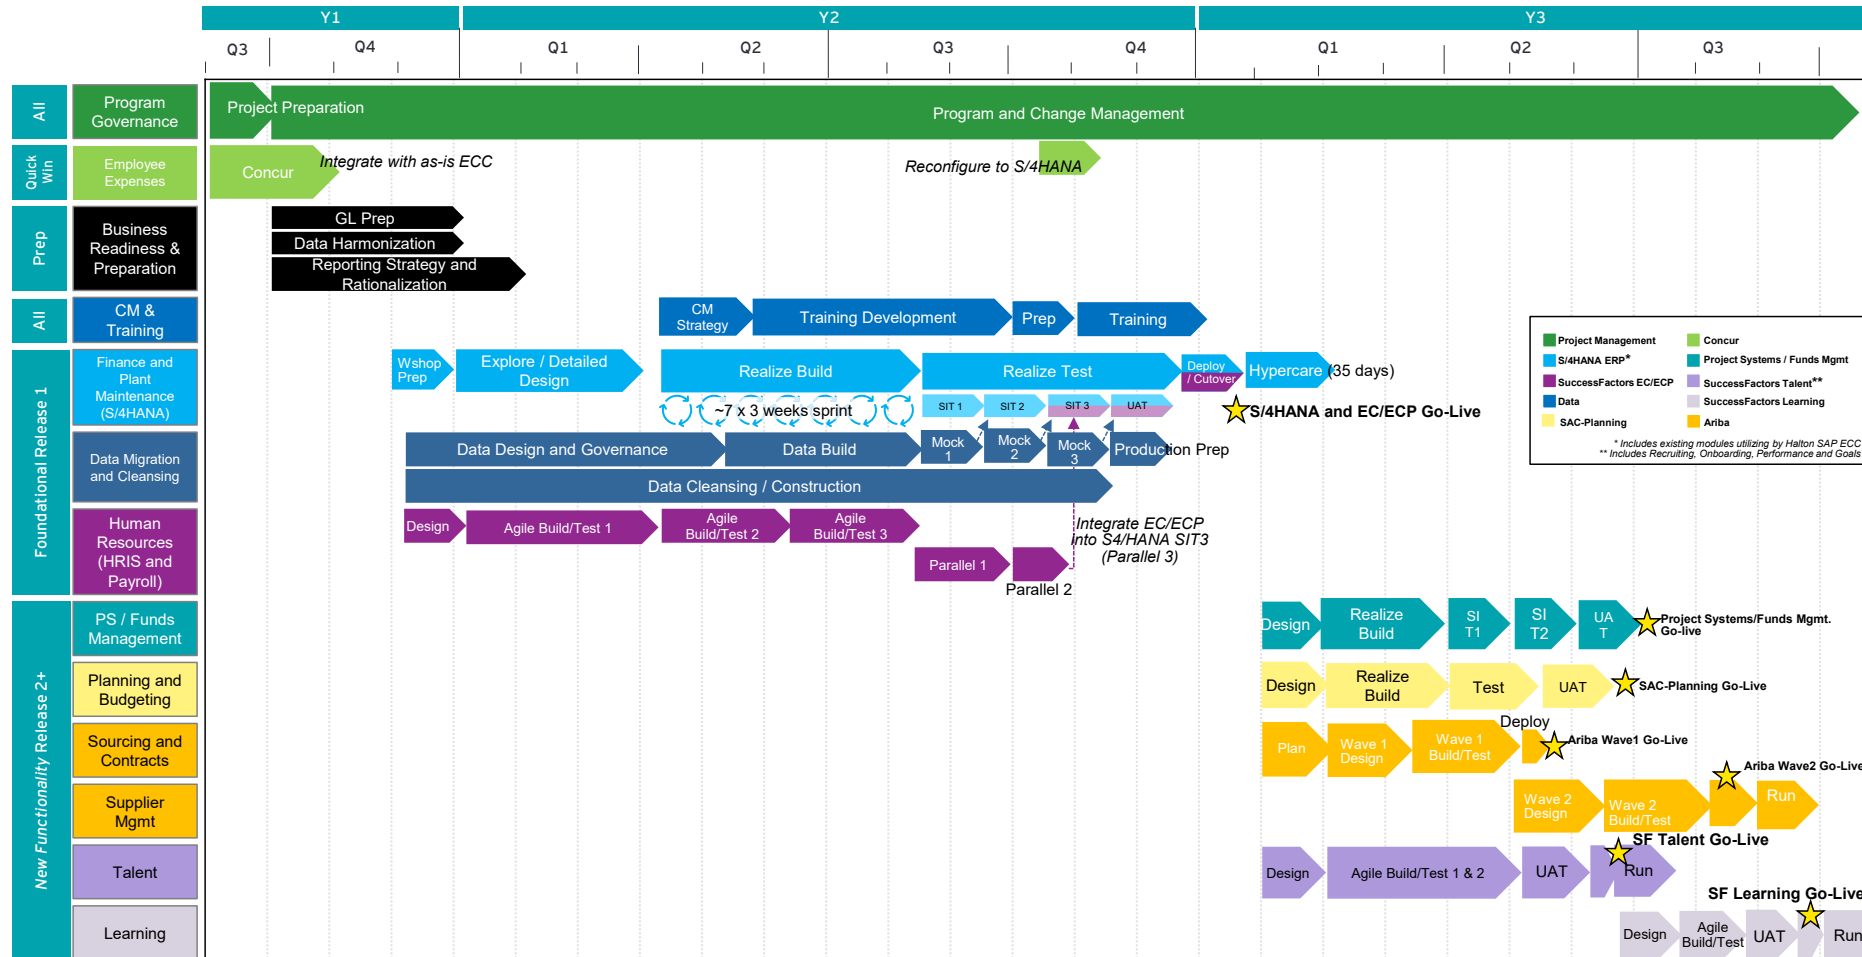 Y1
Y2
Y3
Q3
Q4
Q1
Q2
Q3
Q4
Q1
Q2
Q3
All
Program
Governance
Project Preparation
Program and Change Management
Quick
Win
Employee
Expenses
Concur
Integrate with as-is ECC
Reconfigure to S/4HANA
Prep
Business
Readiness &
Preparation
GL Prep
Data Harmonization
Reporting Strategy and
Rationalization
All
CM &
Training
CM
Strategy
Training Development
Prep
Training
Foundational Release 1
Finance and
Plant
Maintenance
(S/4HANA)
Wshop
Prep
Explore / Detailed
Design
Realize Build
Realize Test
Deploy
/ Cutover
Hypercare (35 days)
~7 x 3 weeks sprint
SIT 1
SIT 2
SIT 3
UAT
S/4HANA and EC/ECP Go-Live
Data Migration
and Cleansing
Data Design and Governance
Data Build
Mock
1
Mock
2
Mock
3
Production Prep
Data Cleansing / Construction
Human
Resources
(HRIS and
Payroll)
Design
Agile Build/Test 1
Agile
Build/Test 2
Agile
Build/Test 3
Parallel 1
Parallel 2
Integrate EC/ECP
into S4/HANA SIT3
(Parallel 3)
Project Management
Concur
S/4HANA ERP*
Project Systems / Funds Mgmt
SuccessFactors EC/ECP
SuccessFactors Talent**
Data
SuccessFactors Learning
SAC-Planning
Ariba
* Includes existing modules utilizing by Halton SAP ECC
** Includes Recruiting, Onboarding, Performance and Goals
New Functionality Release 2+
PS / Funds
Management
Design
Realize
Build
SI
T1
SI
T2
UA
T
Project Systems/Funds Mgmt.
Go-live
Planning and
Budgeting
Design
Realize
Build
Test
UAT
SAC-Planning Go-Live
Sourcing and
Contracts
Plan
Wave 1
Design
Wave 1
Build/Test
Deploy
Ariba Wave1 Go-Live
Supplier
Mgmt
Wave 2
Design
Wave 2
Build/Test
Ariba Wave2 Go-Live
Run
Talent
Design
Agile Build/Test 1 & 2
UAT
Run
SF Talent Go-Live
Learning
Design
Agile
Build/Test
UAT
Run
SF Learning Go-Live